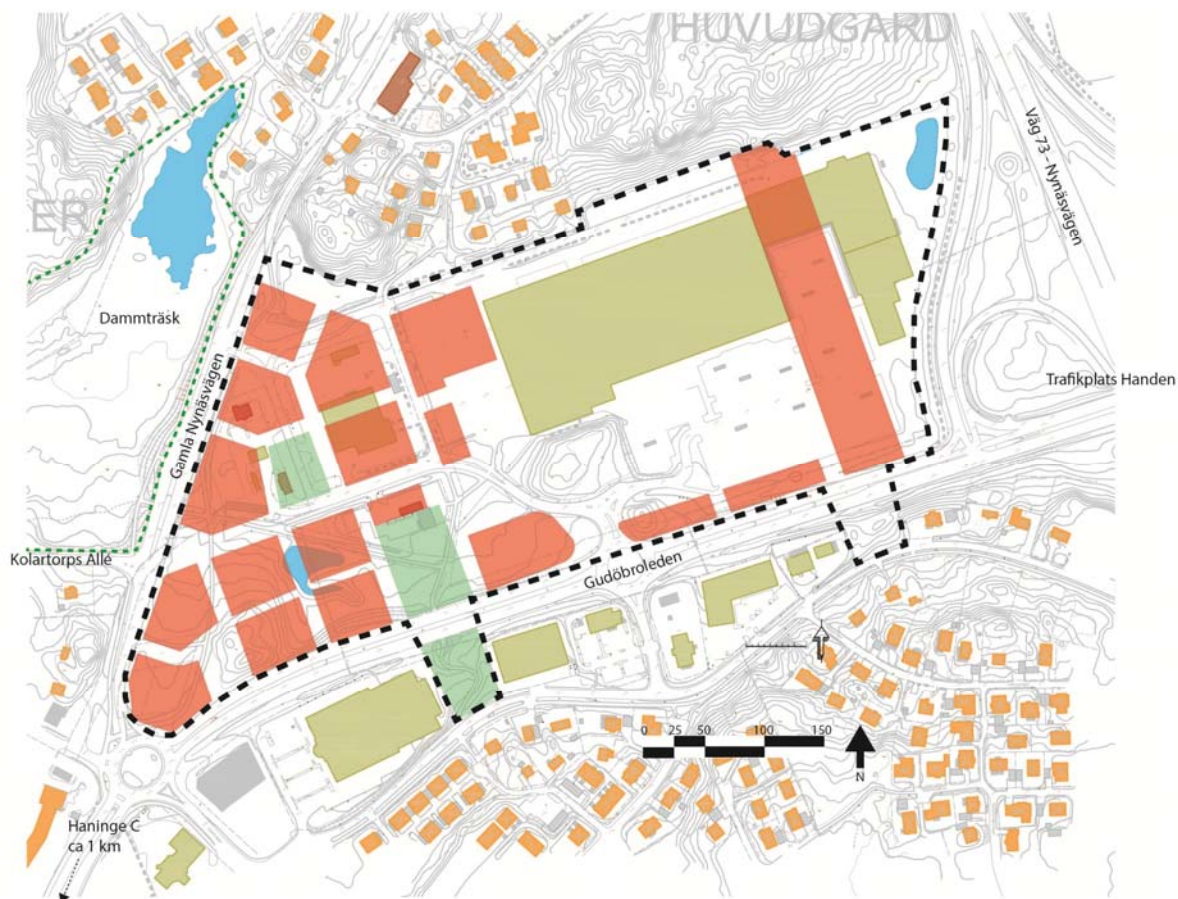 HUVUDGÅRD
ER
Väg 73 - Nynäsvägen
Dammträsk
Gamla Nynäsvägen
Trafikplats Handen
Kolartorps Allé
Gudöbroleden
0 25 50 100 150
N
Haninge C
ca 1 km